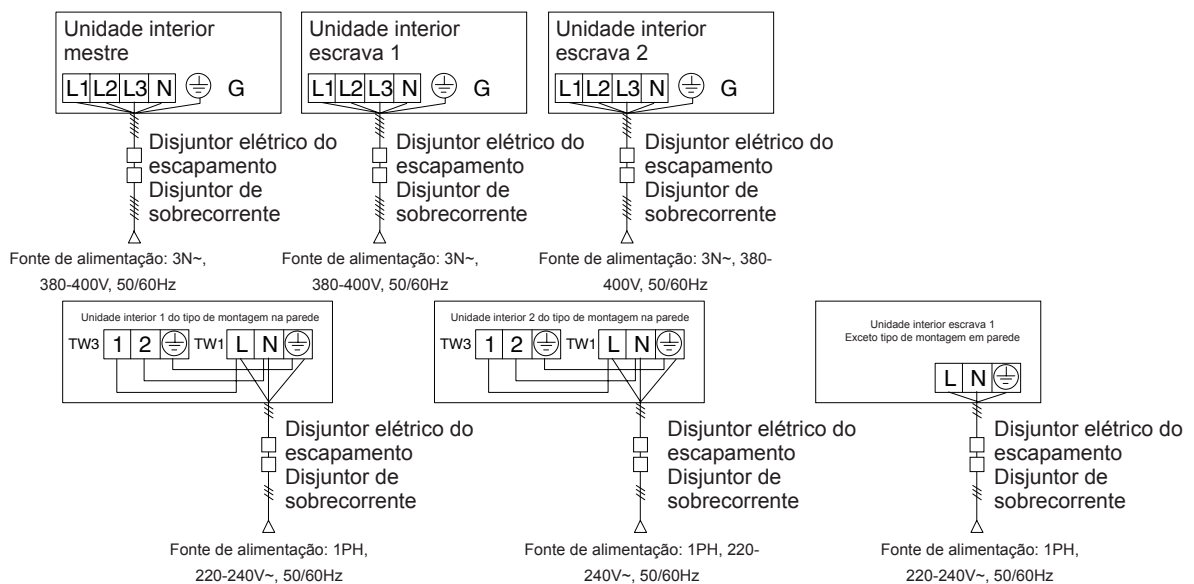 Unidade interior
mestre
L1 L2 L3 N G
Disjuntor elétrico do
escapamento
Disjuntor de
sobrecorrente
Fonte de alimentação: 3N~,
380-400V, 50/60Hz
Unidade interior
escrava 1
L1 L2 L3 N G
Disjuntor elétrico do
escapamento
Disjuntor de
sobrecorrente
Fonte de alimentação: 3N~,
380-400V, 50/60Hz
Unidade interior
escrava 2
L1 L2 L3 N G
Disjuntor elétrico do
escapamento
Disjuntor de
sobrecorrente
Fonte de alimentação: 3N~, 380-
400V, 50/60Hz
Unidade interior 1 do tipo de montagem na parede
TW3 1 2 TW1 L N
Disjuntor elétrico do
escapamento
Disjuntor de
sobrecorrente
Fonte de alimentação: 1PH,
220-240V~, 50/60Hz
Unidade interior 2 do tipo de montagem na parede
TW3 1 2 TW1 L N
Disjuntor elétrico do
escapamento
Disjuntor de
sobrecorrente
Fonte de alimentação: 1PH, 220-
240V~, 50/60Hz
Unidade interior escrava 1
Exceto tipo de montagem em parede
L N
Disjuntor elétrico do
escapamento
Disjuntor de
sobrecorrente
Fonte de alimentação: 1PH,
220-240V~, 50/60Hz